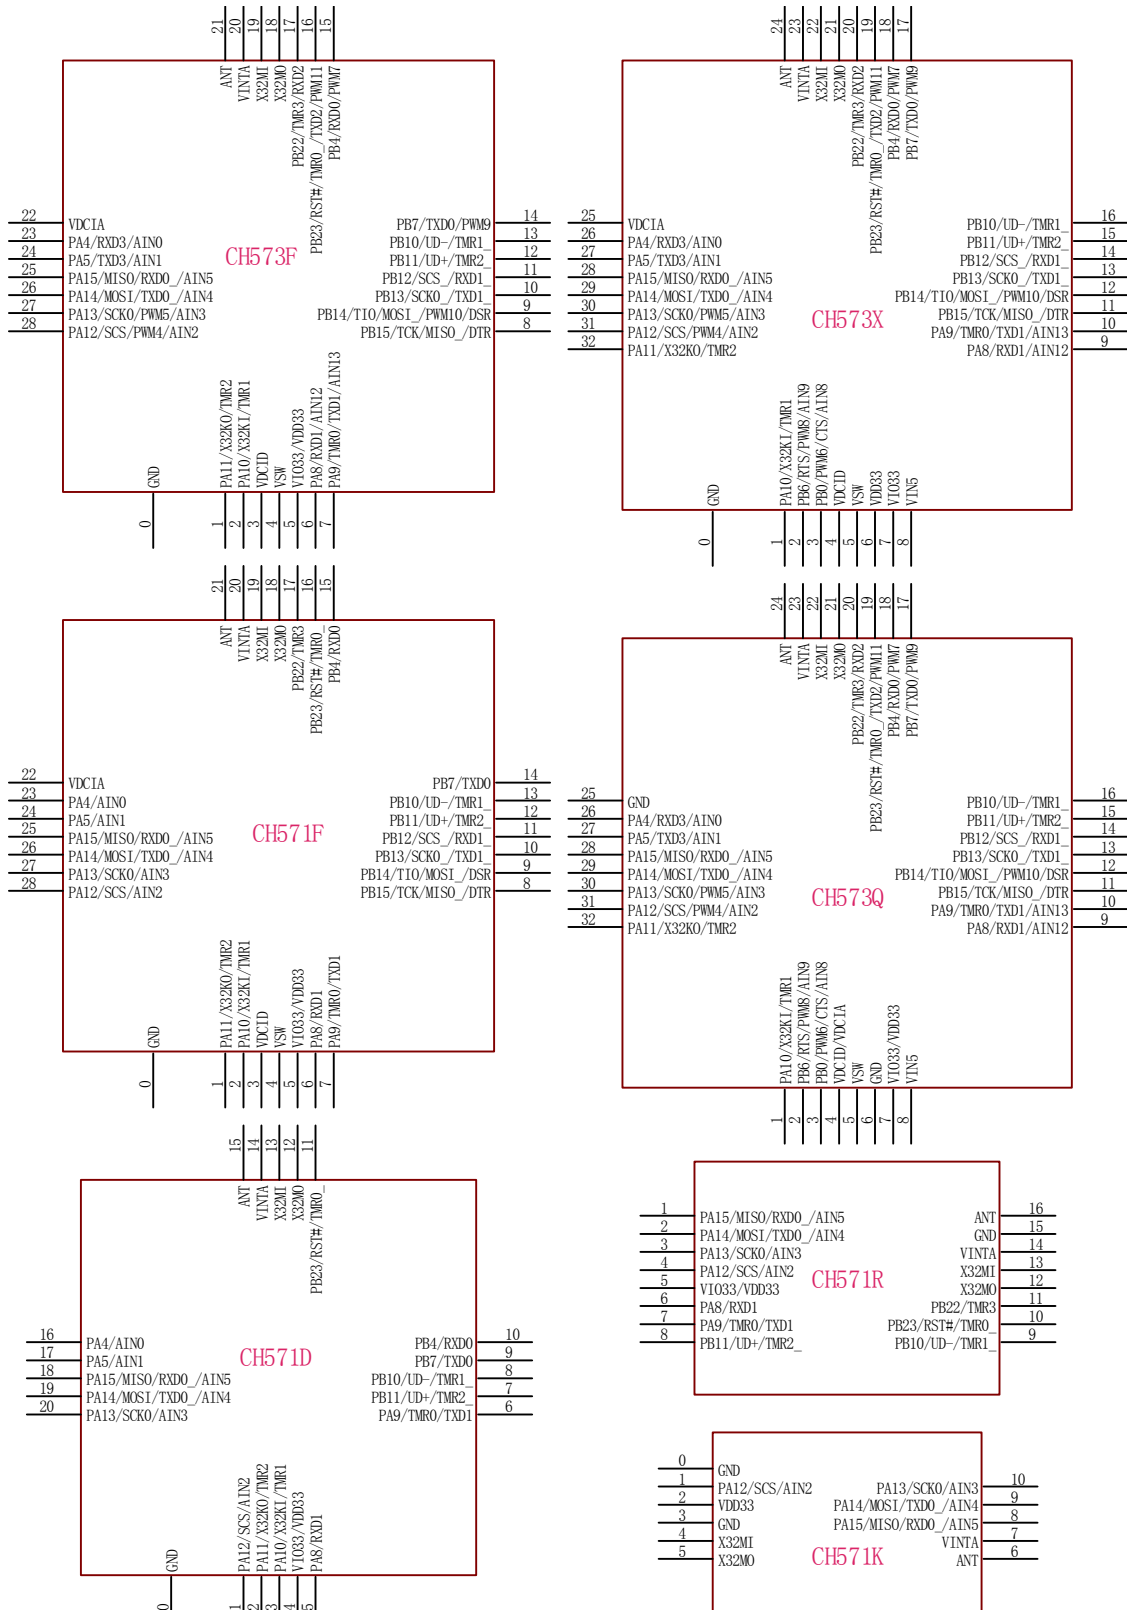 CH573F
21 ANT
20 VINTA
19 X32MI
18 X32MO
17 PB22/TMR3/RXD2
16 PB23/RST#/TMR0_/TXD2/PWM11
15 PB4/RXD0/PWM7
22 VDCIA
23 PA4/RXD3/AIN0
24 PA5/TXD3/AIN1
25 PA15/MISO/RXD0_/AIN5
26 PA14/MOSI/TXD0_/AIN4
27 PA13/SCK0/PWM5/AIN3
28 PA12/SCS/PWM4/AIN2
PB7/TXD0/PWM9 14
PB10/UD-/TMR1_ 13
PB11/UD+/TMR2_ 12
PB12/SCS_/RXD1_ 11
PB13/SCK0_/TXD1_ 10
PB14/TIO/MOSI_/PWM10/DSR 9
PB15/TCK/MISO_/DTR 8
0 GND
1 PA11/X32KO/TMR2
2 PA10/X32KI/TMR1
3 VDCID
4 VSW
5 VIO33/VDD33
6 PA8/RXD1/AIN12
7 PA9/TMR0/TXD1/AIN13
CH573X
24 ANT
23 VINTA
22 X32MI
21 X32MO
20 PB22/TMR3/RXD2
19 PB23/RST#/TMR0_/TXD2/PWM11
18 PB4/RXD0/PWM7
17 PB7/TXD0/PWM9
25 VDCIA
26 PA4/RXD3/AIN0
27 PA5/TXD3/AIN1
28 PA15/MISO/RXD0_/AIN5
29 PA14/MOSI/TXD0_/AIN4
30 PA13/SCK0/PWM5/AIN3
31 PA12/SCS/PWM4/AIN2
32 PA11/X32KO/TMR2
PB10/UD-/TMR1_ 16
PB11/UD+/TMR2_ 15
PB12/SCS_/RXD1_ 14
PB13/SCK0_/TXD1_ 13
PB14/TIO/MOSI_/PWM10/DSR 12
PB15/TCK/MISO_/DTR 11
PA9/TMR0/TXD1/AIN13 10
PA8/RXD1/AIN12 9
0 GND
1 PA10/X32KI/TMR1
2 PB6/RTS/PWM8/AIN9
3 PB0/PWM6/CTS/AIN8
4 VDCID
5 VSW
6 VDD33
7 VIO33
8 VIN5
CH571F
21 ANT
20 VINTA
19 X32MI
18 X32MO
17 PB22/TMR3
16 PB23/RST#/TMR0_
15 PB4/RXD0
22 VDCIA
23 PA4/AIN0
24 PA5/AIN1
25 PA15/MISO/RXD0_/AIN5
26 PA14/MOSI/TXD0_/AIN4
27 PA13/SCK0/AIN3
28 PA12/SCS/AIN2
PB7/TXD0 14
PB10/UD-/TMR1_ 13
PB11/UD+/TMR2_ 12
PB12/SCS_/RXD1_ 11
PB13/SCK0_/TXD1_ 10
PB14/TIO/MOSI_/DSR 9
PB15/TCK/MISO_/DTR 8
0 GND
1 PA11/X32KO/TMR2
2 PA10/X32KI/TMR1
3 VDCID
4 VSW
5 VIO33/VDD33
6 PA8/RXD1
7 PA9/TMR0/TXD1
CH573Q
24 ANT
23 VINTA
22 X32MI
21 X32MO
20 PB22/TMR3/RXD2
19 PB23/RST#/TMR0_/TXD2/PWM11
18 PB4/RXD0/PWM7
17 PB7/TXD0/PWM9
25 GND
26 PA4/RXD3/AIN0
27 PA5/TXD3/AIN1
28 PA15/MISO/RXD0_/AIN5
29 PA14/MOSI/TXD0_/AIN4
30 PA13/SCK0/PWM5/AIN3
31 PA12/SCS/PWM4/AIN2
32 PA11/X32KO/TMR2
PB10/UD-/TMR1_ 16
PB11/UD+/TMR2_ 15
PB12/SCS_/RXD1_ 14
PB13/SCK0_/TXD1_ 13
PB14/TIO/MOSI_/PWM10/DSR 12
PB15/TCK/MISO_/DTR 11
PA9/TMR0/TXD1/AIN13 10
PA8/RXD1/AIN12 9
1 PA10/X32KI/TMR1
2 PB6/RTS/PWM8/AIN9
3 PB0/PWM6/CTS/AIN8
4 VDCID/VDCIA
5 VSW
6 GND
7 VIO33/VDD33
8 VIN5
CH571D
15 ANT
14 VINTA
13 X32MI
12 X32MO
11 PB23/RST#/TMR0_
16 PA4/AIN0
17 PA5/AIN1
18 PA15/MISO/RXD0_/AIN5
19 PA14/MOSI/TXD0_/AIN4
20 PA13/SCK0/AIN3
PB4/RXD0 10
PB7/TXD0 9
PB10/UD-/TMR1_ 8
PB11/UD+/TMR2_ 7
PA9/TMR0/TXD1 6
0 GND
1 PA12/SCS/AIN2
2 PA11/X32KO/TMR2
3 PA10/X32KI/TMR1
4 VIO33/VDD33
5 PA8/RXD1
CH571R
1 PA15/MISO/RXD0_/AIN5
2 PA14/MOSI/TXD0_/AIN4
3 PA13/SCK0/AIN3
4 PA12/SCS/AIN2
5 VIO33/VDD33
6 PA8/RXD1
7 PA9/TMR0/TXD1
8 PB11/UD+/TMR2_
ANT 16
GND 15
VINTA 14
X32MI 13
X32MO 12
PB22/TMR3 11
PB23/RST#/TMR0_ 10
PB10/UD-/TMR1_ 9
CH571K
0 GND
1 PA12/SCS/AIN2
2 VDD33
3 GND
4 X32MI
5 X32MO
PA13/SCK0/AIN3 10
PA14/MOSI/TXD0_/AIN4 9
PA15/MISO/RXD0_/AIN5 8
VINTA 7
ANT 6